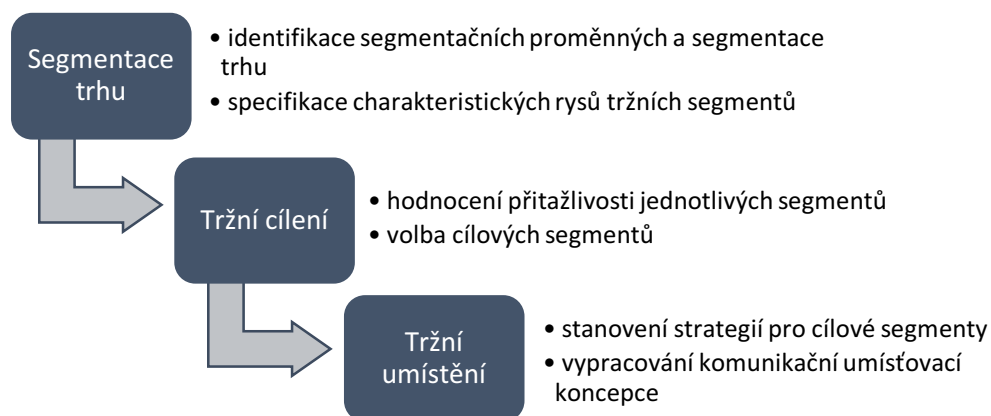 Segmentace
trhu
• identifikace segmentačních proměnných a segmentace
trhu
• specifikace charakteristických rysů tržních segmentů
Tržní cílení
• hodnocení přitažlivosti jednotlivých segmentů
• volba cílových segmentů
Tržní
umístění
• stanovení strategií pro cílové segmenty
• vypracování komunikační umísťovací
koncepce